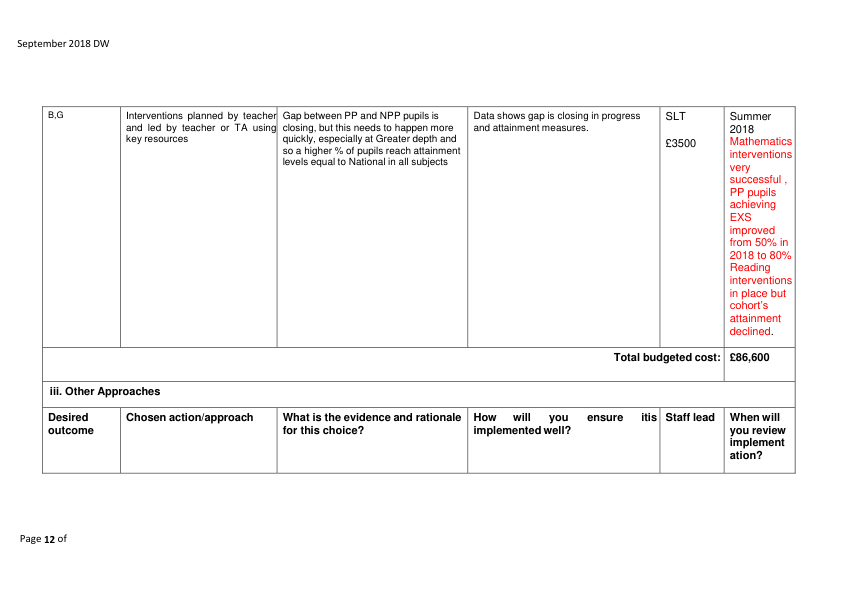 September 2018 DW
B,G
Interventions planned by teacher
and led by teacher or TA using
key resources
Gap between PP and NPP pupils is
closing, but this needs to happen more
quickly, especially at Greater depth and
so a higher % of pupils reach attainment
levels equal to National in all subjects
Data shows gap is closing in progress
and attainment measures.
SLT
£3500
Summer
2018
Mathematics
interventions
very
successful ,
PP pupils
achieving
EXS
improved
from 50% in
2018 to 80%
Reading
interventions
in place but
cohort's
attainment
declined.
Total budgeted cost:
£86,600
iii. Other Approaches
Desired
outcome
Chosen action/approach
What is the evidence and rationale
for this choice?
How will you ensure itis
implemented well?
Staff lead
When will
you review
implement
ation?
Page 12 of